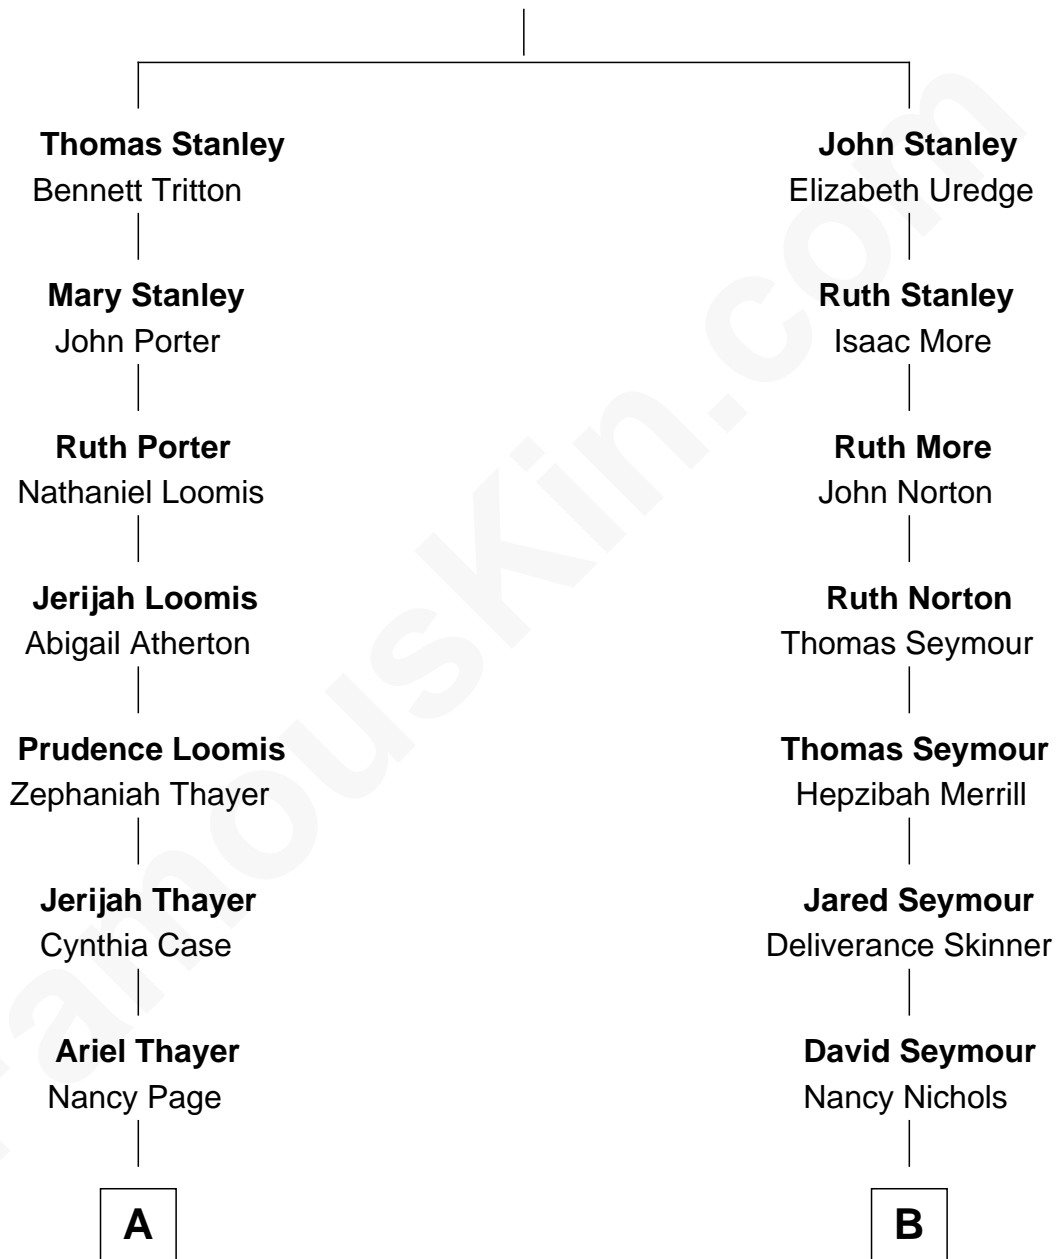 Thomas Stanley
Bennett Tritton
Mary Stanley
John Porter
Ruth Porter
Nathaniel Loomis
Jerijah Loomis
Abigail Atherton
Prudence Loomis
Zephaniah Thayer
Jerijah Thayer
Cynthia Case
Ariel Thayer
Nancy Page
A
John Stanley
Elizabeth Uredge
Ruth Stanley
Isaac More
Ruth More
John Norton
Ruth Norton
Thomas Seymour
Thomas Seymour
Hepzibah Merrill
Jared Seymour
Deliverance Skinner
David Seymour
Nancy Nichols
B
FamousKin.com